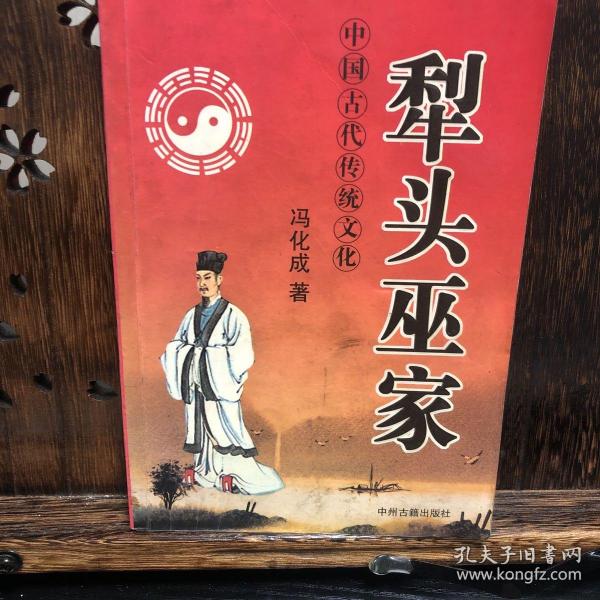 犁头巫家
中国古代传统文化
冯化成 著
中州古籍出版社
孔夫子旧书网
www.kongfz.com